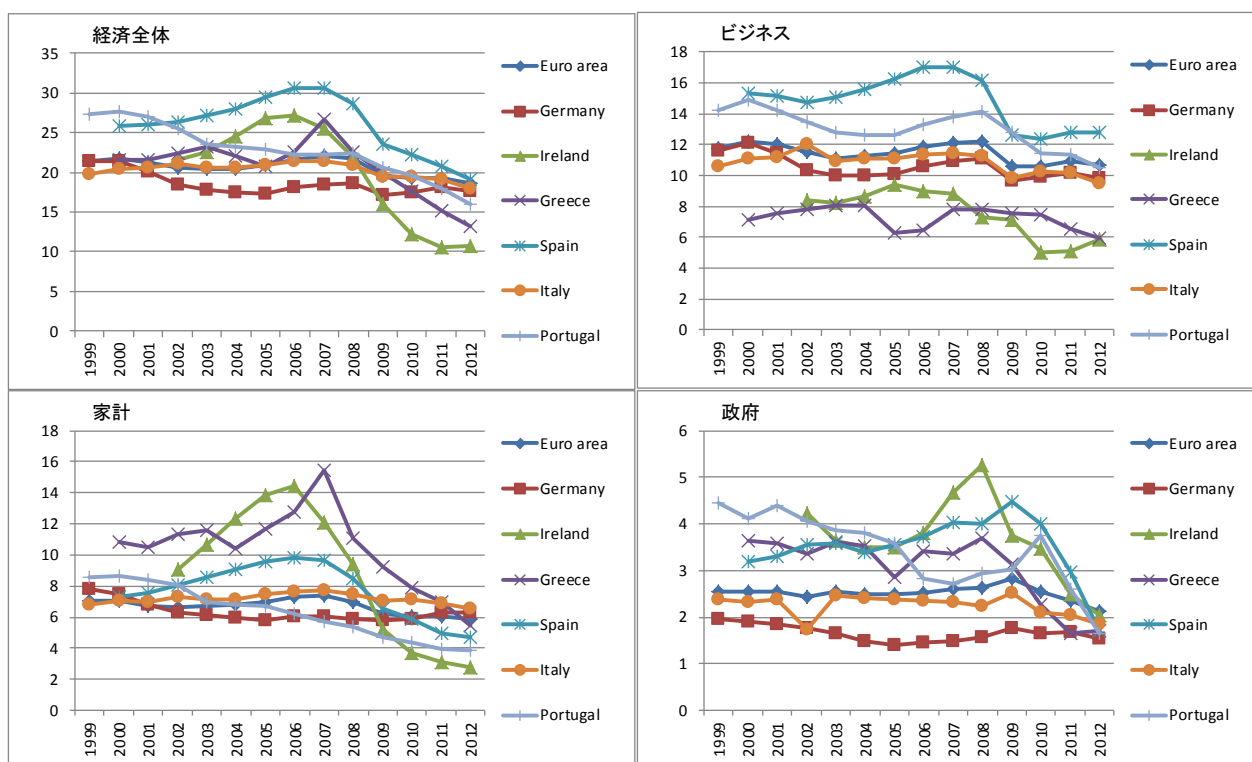 経済全体
35
30
25
20
15
10
5
0
1999 2000 2001 2002 2003 2004 2005 2006 2007 2008 2009 2010 2011 2012
Euro area
Germany
Ireland
Greece
Spain
Italy
Portugal
ビジネス
18
16
14
12
10
8
6
4
2
0
1999 2000 2001 2002 2003 2004 2005 2006 2007 2008 2009 2010 2011 2012
Euro area
Germany
Ireland
Greece
Spain
Italy
Portugal
家計
18
16
14
12
10
8
6
4
2
0
1999 2000 2001 2002 2003 2004 2005 2006 2007 2008 2009 2010 2011 2012
Euro area
Germany
Ireland
Greece
Spain
Italy
Portugal
政府
6
5
4
3
2
1
0
1999 2000 2001 2002 2003 2004 2005 2006 2007 2008 2009 2010 2011 2012
Euro area
Germany
Ireland
Greece
Spain
Italy
Portugal